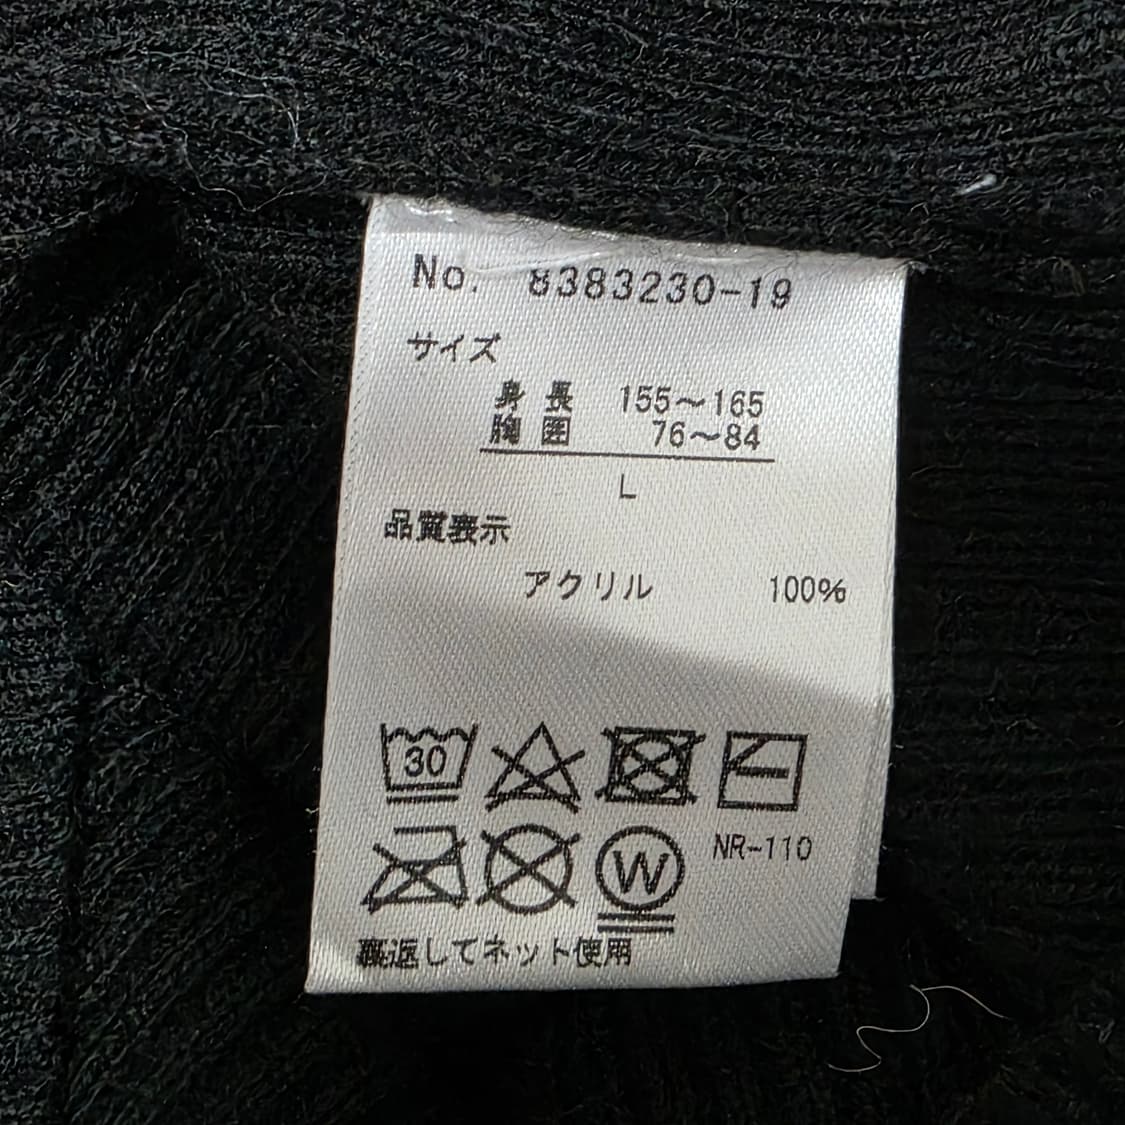 No. 8383230-19
サイズ
身長 155～165
胸囲 76～84
L
品質表示
アクリル 100%
30
W NR-110
裏返してネット使用